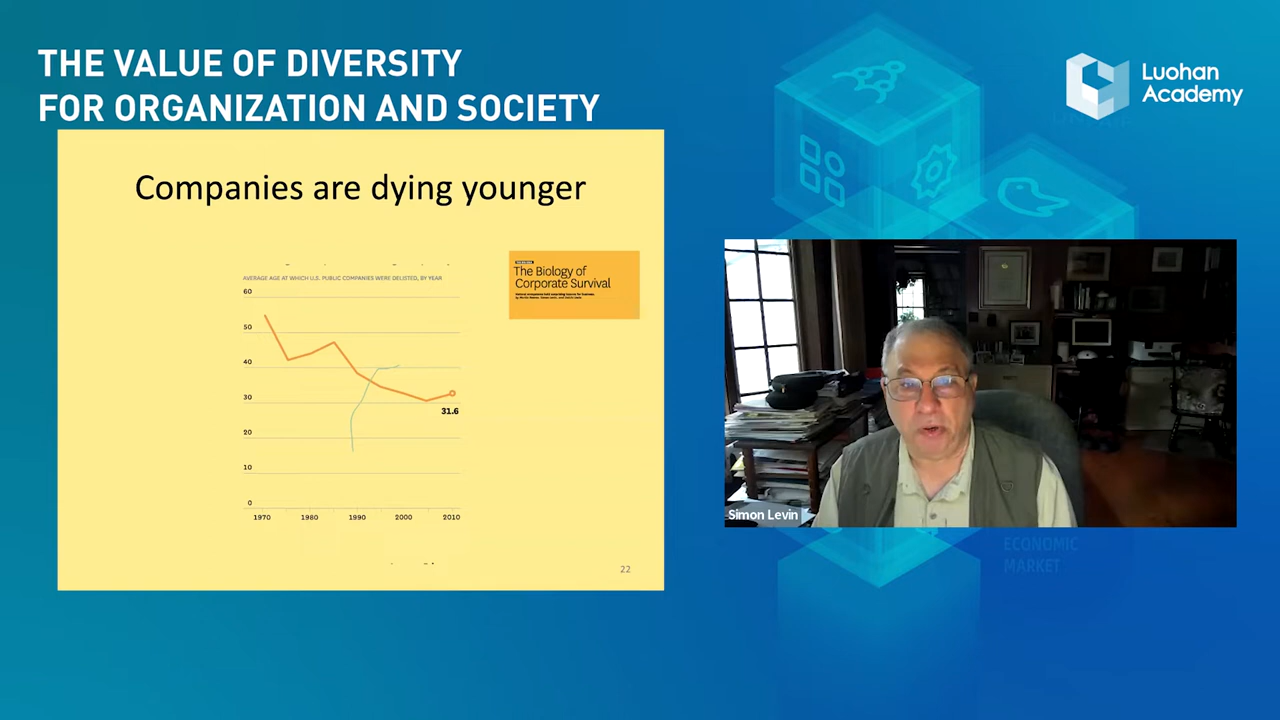 THE VALUE OF DIVERSITY
FOR ORGANIZATION AND SOCIETY
Luohan
Academy
Companies are dying younger
AVERAGE AGE AT WHICH U.S. PUBLIC COMPANIES WERE DELISTED, BY YEAR
60
50
40
30
20
10
0
31.6
1970
1980
1990
2000
2010
The Biology of
Corporate Survival
22
Simon Levin
ECONOMIC
MARKET